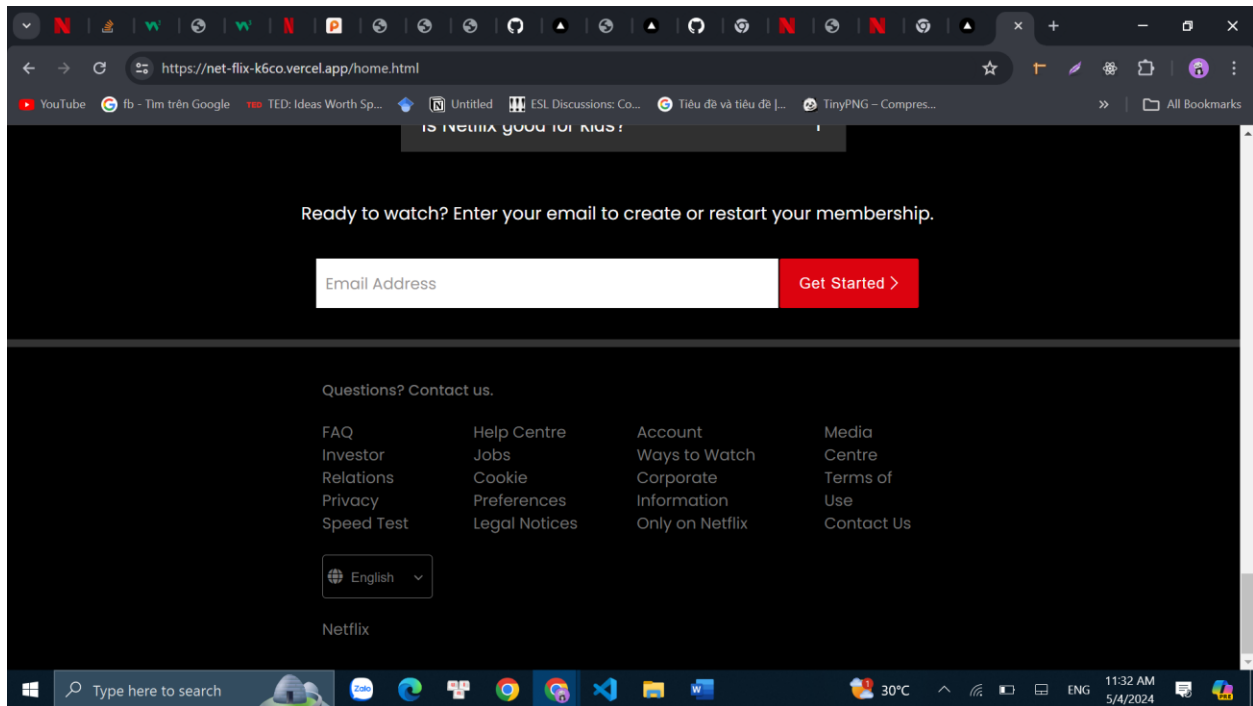 https://net-flix-k6co.vercel.app/home.html
YouTube fb - Tìm trên Google TED TED: Ideas Worth Sp... Untitled ESL Discussions: Co... Tiêu đề và tiêu đề |... TinyPNG – Compres... » All Bookmarks
Is Netflix good for kids?
Ready to watch? Enter your email to create or restart your membership.
Email Address
Get Started >
Questions? Contact us.
FAQ Help Centre Account Media
Investor Jobs Ways to Watch Centre
Relations Cookie Corporate Terms of
Privacy Preferences Information Use
Speed Test Legal Notices Only on Netflix Contact Us
English
Netflix
Type here to search Zalo 30°C ENG 11:32 AM
5/4/2024